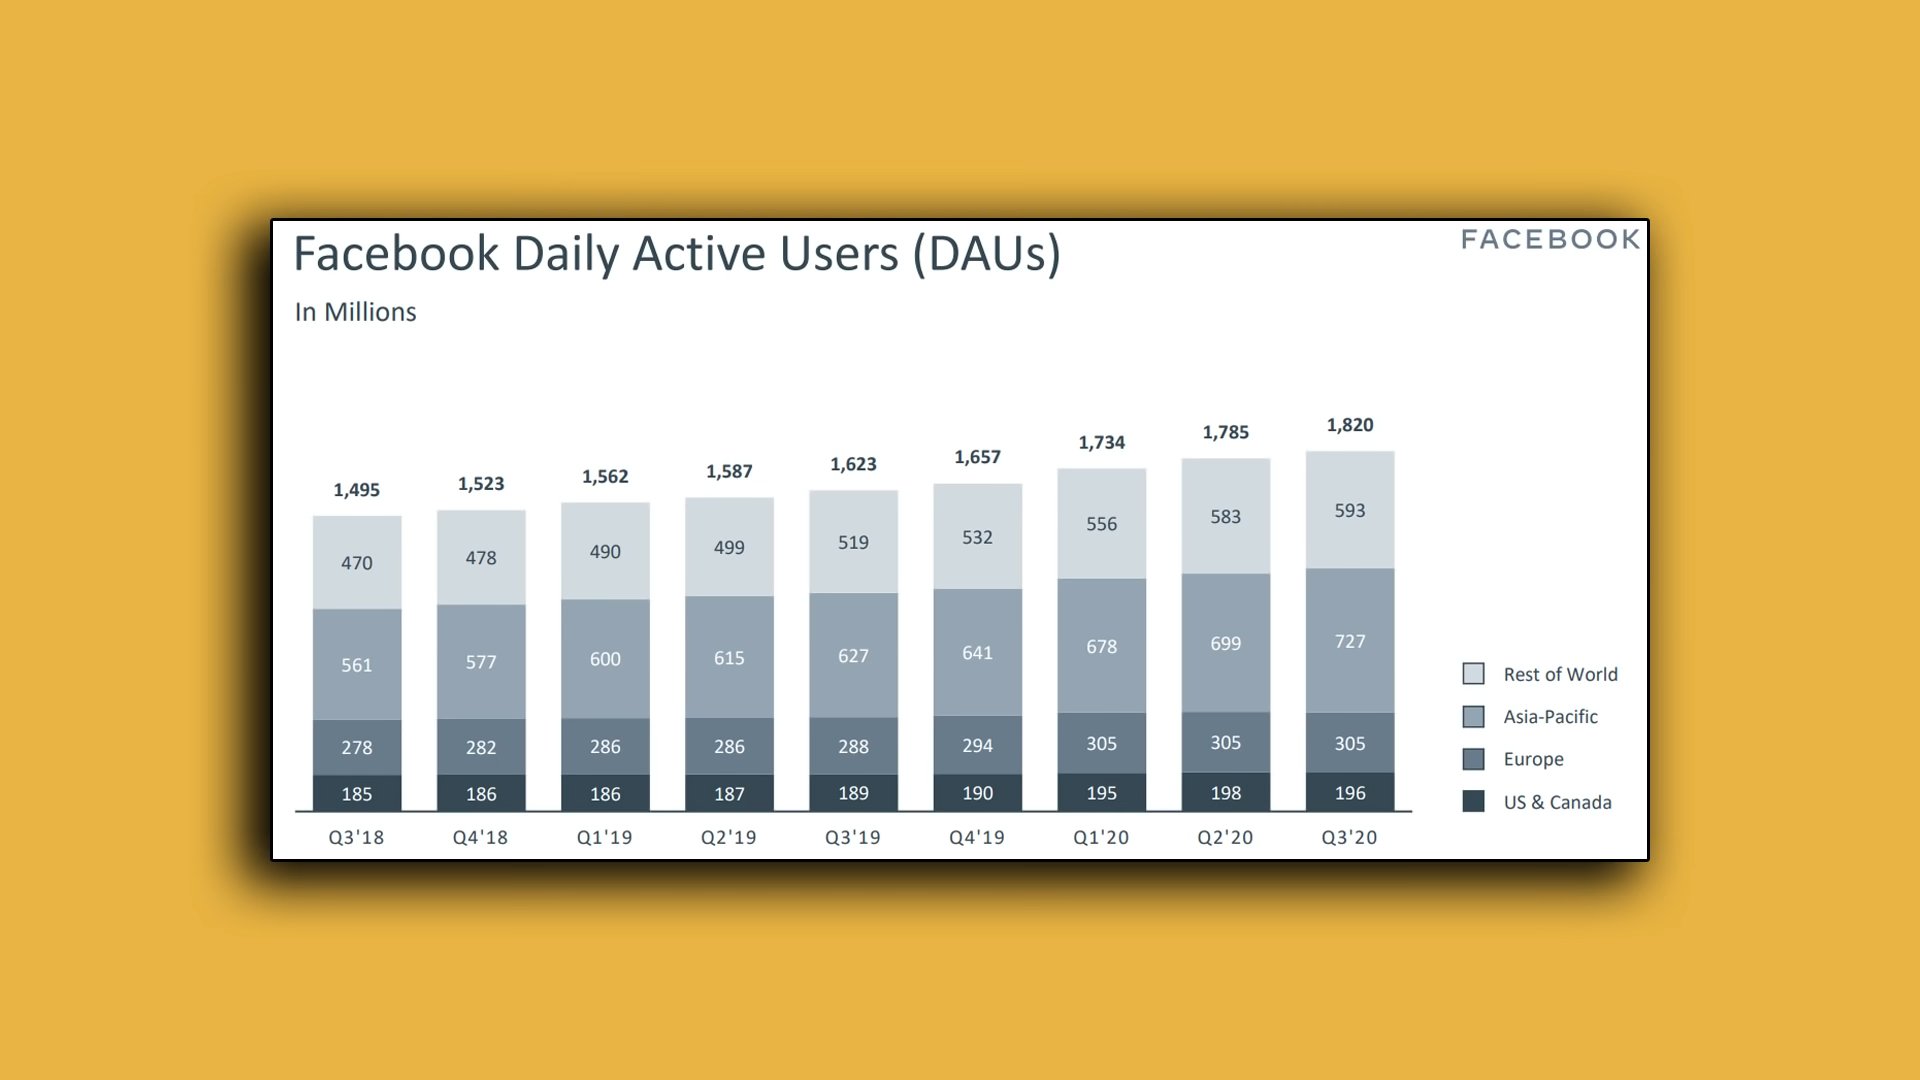 Facebook Daily Active Users (DAUs)
FACEBOOK
In Millions
1,495 1,523 1,562 1,587 1,623 1,657 1,734 1,785 1,820
470 478 490 499 519 532 556 583 593
561 577 600 615 627 641 678 699 727
278 282 286 286 288 294 305 305 305
185 186 186 187 189 190 195 198 196
Q3'18 Q4'18 Q1'19 Q2'19 Q3'19 Q4'19 Q1'20 Q2'20 Q3'20
Rest of World
Asia-Pacific
Europe
US & Canada